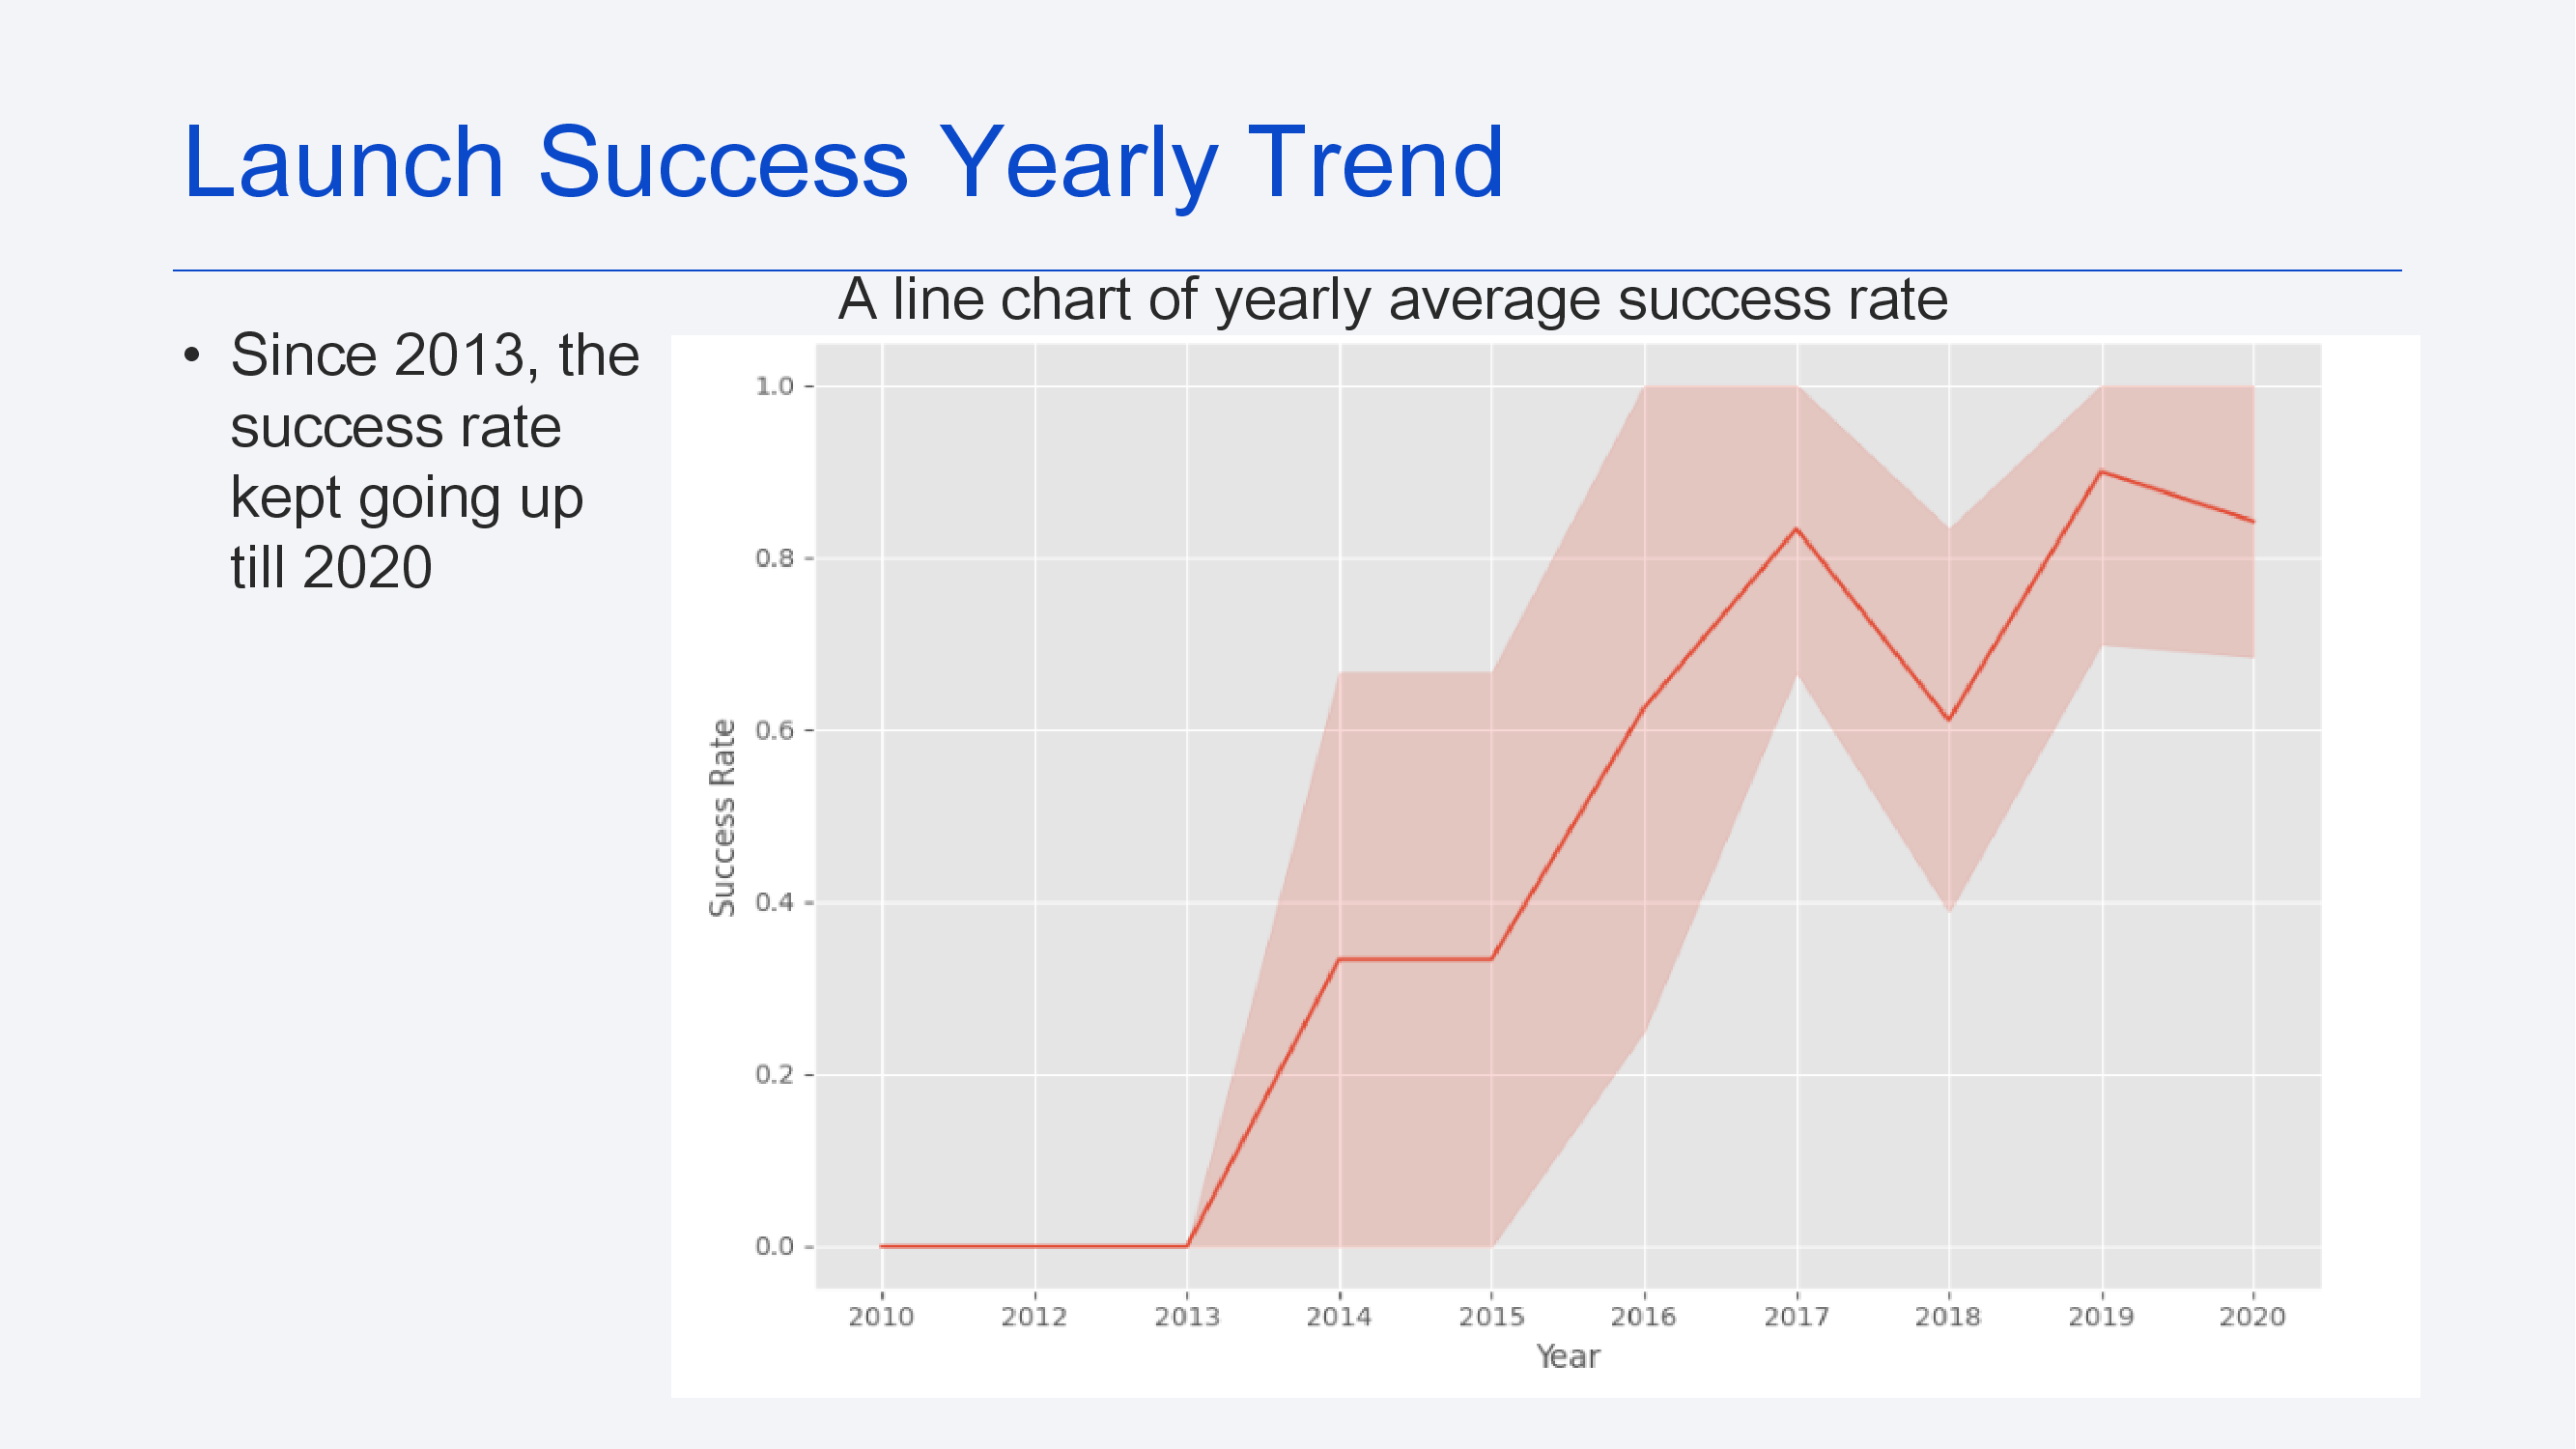 Launch Success Yearly Trend
A line chart of yearly average success rate
• Since 2013, the
success rate
kept going up
till 2020
1.0
0.8
0.6
0.4
0.2
0.0
Success Rate
2010 2012 2013 2014 2015 2016 2017 2018 2019 2020
Year